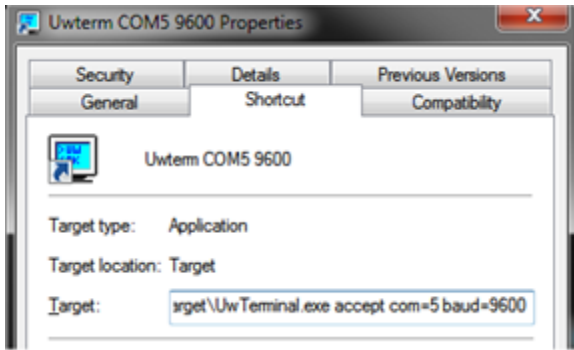 Uwterm COM5 9600 Properties
x
Security Details Previous Versions
General Shortcut Compatibility
Uwterm COM5 9600
Target type: Application
Target location: Target
Target: arget\UwTerminal.exe accept com=5 baud=9600